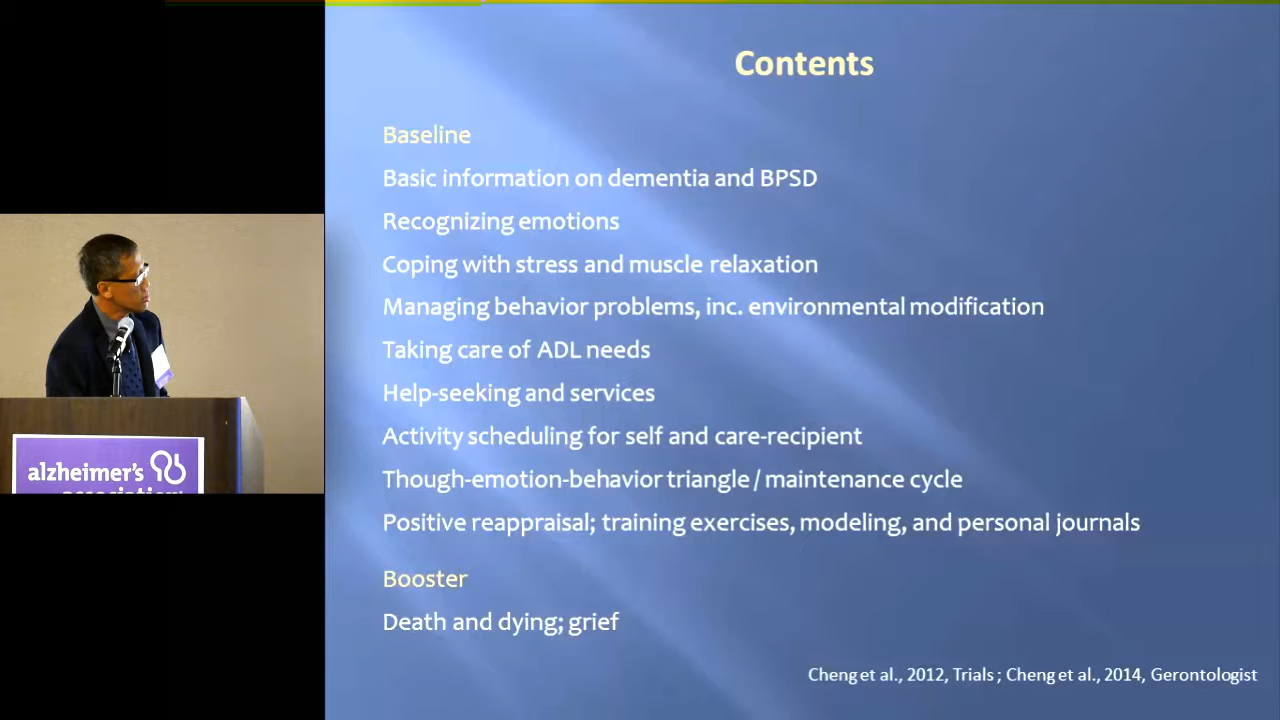 Contents
Baseline
Basic information on dementia and BPSD
Recognizing emotions
Coping with stress and muscle relaxation
Managing behavior problems, inc. environmental modification
Taking care of ADL needs
Help-seeking and services
Activity scheduling for self and care-recipient
Though-emotion-behavior triangle / maintenance cycle
Positive reappraisal; training exercises, modeling, and personal journals
Booster
Death and dying; grief
Cheng et al., 2012, Trials ; Cheng et al., 2014, Gerontologist
alzheimer's
association